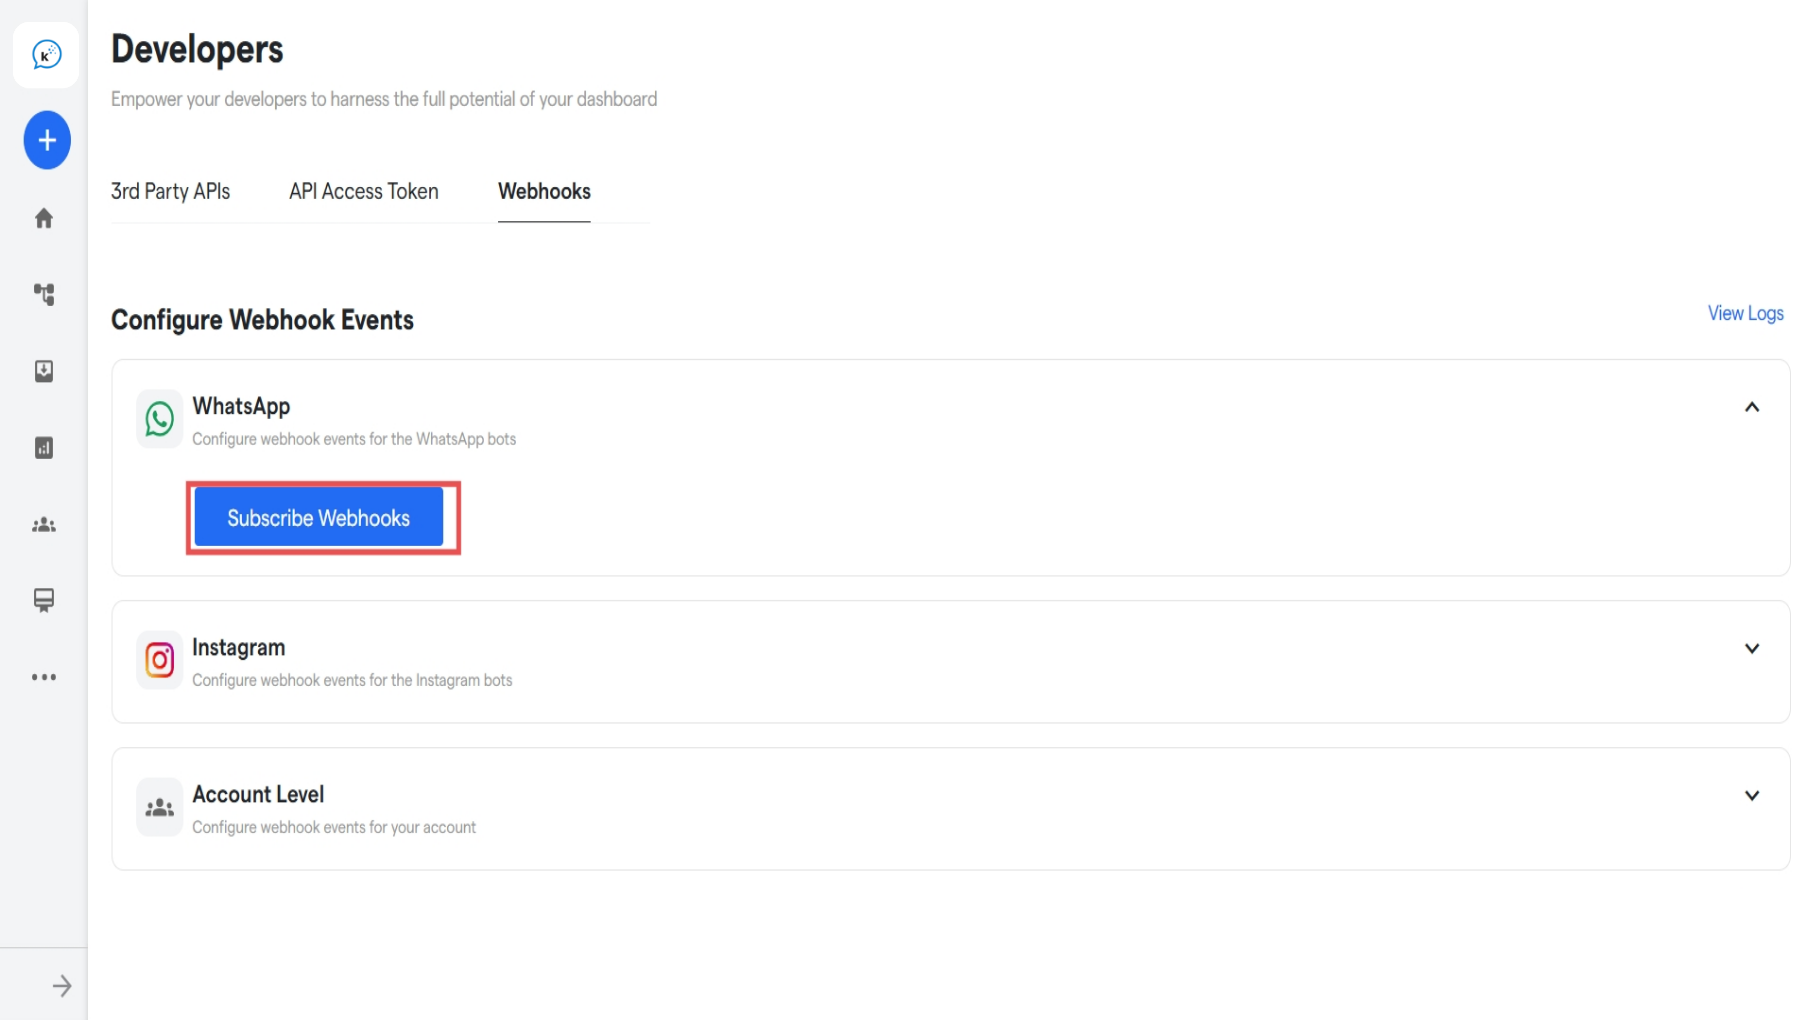 K
Developers
Empower your developers to harness the full potential of your dashboard
3rd Party APIs
API Access Token
Webhooks
Configure Webhook Events
View Logs
WhatsApp
Configure webhook events for the WhatsApp bots
Subscribe Webhooks
Instagram
Configure webhook events for the Instagram bots
Account Level
Configure webhook events for your account